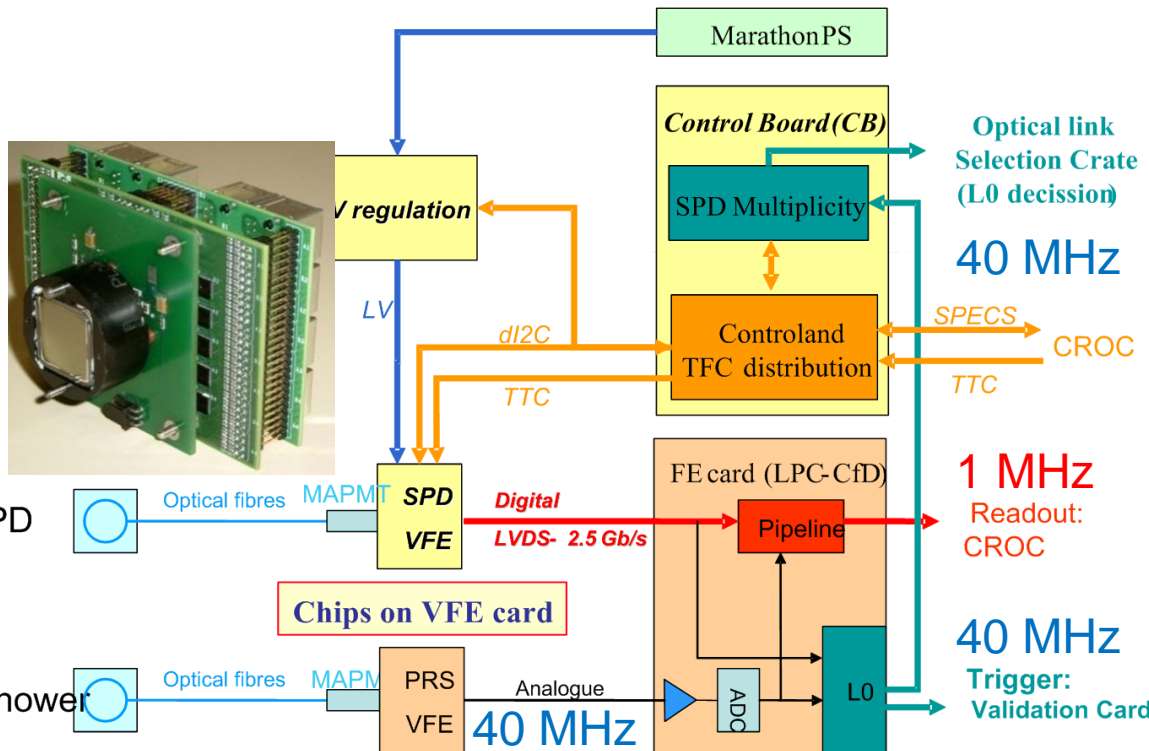 MarathonPS
Control Board(CB)
Optical link
Selection Crate
(L0 decission)
SPD Multiplicity
V regulation
40 MHz
LV
dI2C
TTC
Controland
TFC distribution
SPECS
CROC
TTC
FE card (LPC-CfD)
1 MHz
Readout:
CROC
PD
Optical fibres
MAPMT
SPD
VFE
Digital
LVDS- 2.5 Gb/s
Pipeline
Chips on VFE card
40 MHz
Trigger:
Validation Card
hower
Optical fibres
MAPM
PRS
VFE
Analogue
40 MHz
ADC
L0